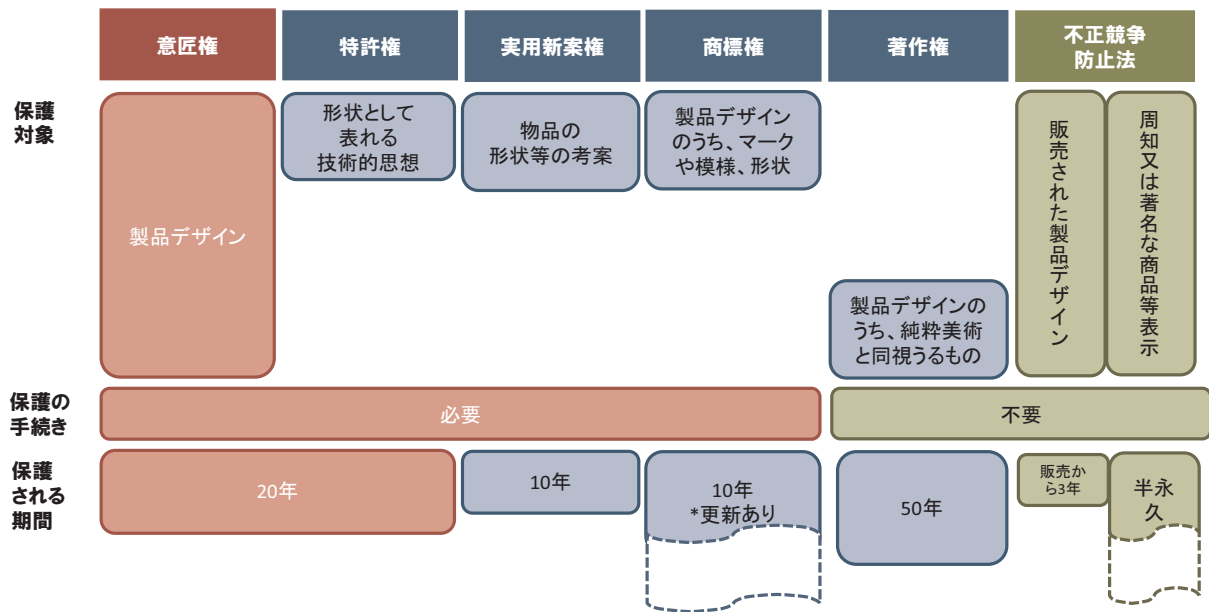 意匠権
特許権
実用新案権
商標権
著作権
不正競争
防止法
保護
対象
製品デザイン
形状として
表れる
技術的思想
物品の
形状等の考案
製品デザイン
のうち、マーク
や模様、形状
製品デザインの
うち、純粋美術
と同視うるもの
販売された製品デザイン
周知又は著名な商品等表示
保護の
手続き
必要
不要
保護
される
期間
20年
10年
10年
*更新あり
50年
販売か
ら3年
半永
久